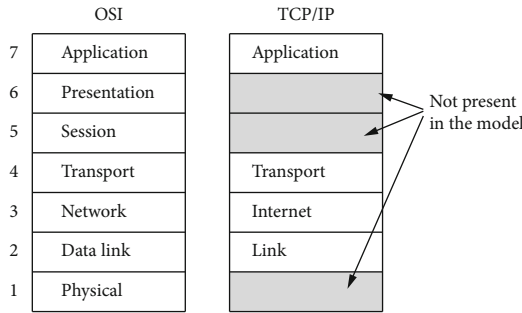 OSI TCP/IP
7 Application Application
6 Presentation
5 Session
Not present
in the model
4 Transport Transport
3 Network Internet
2 Data link Link
1 Physical